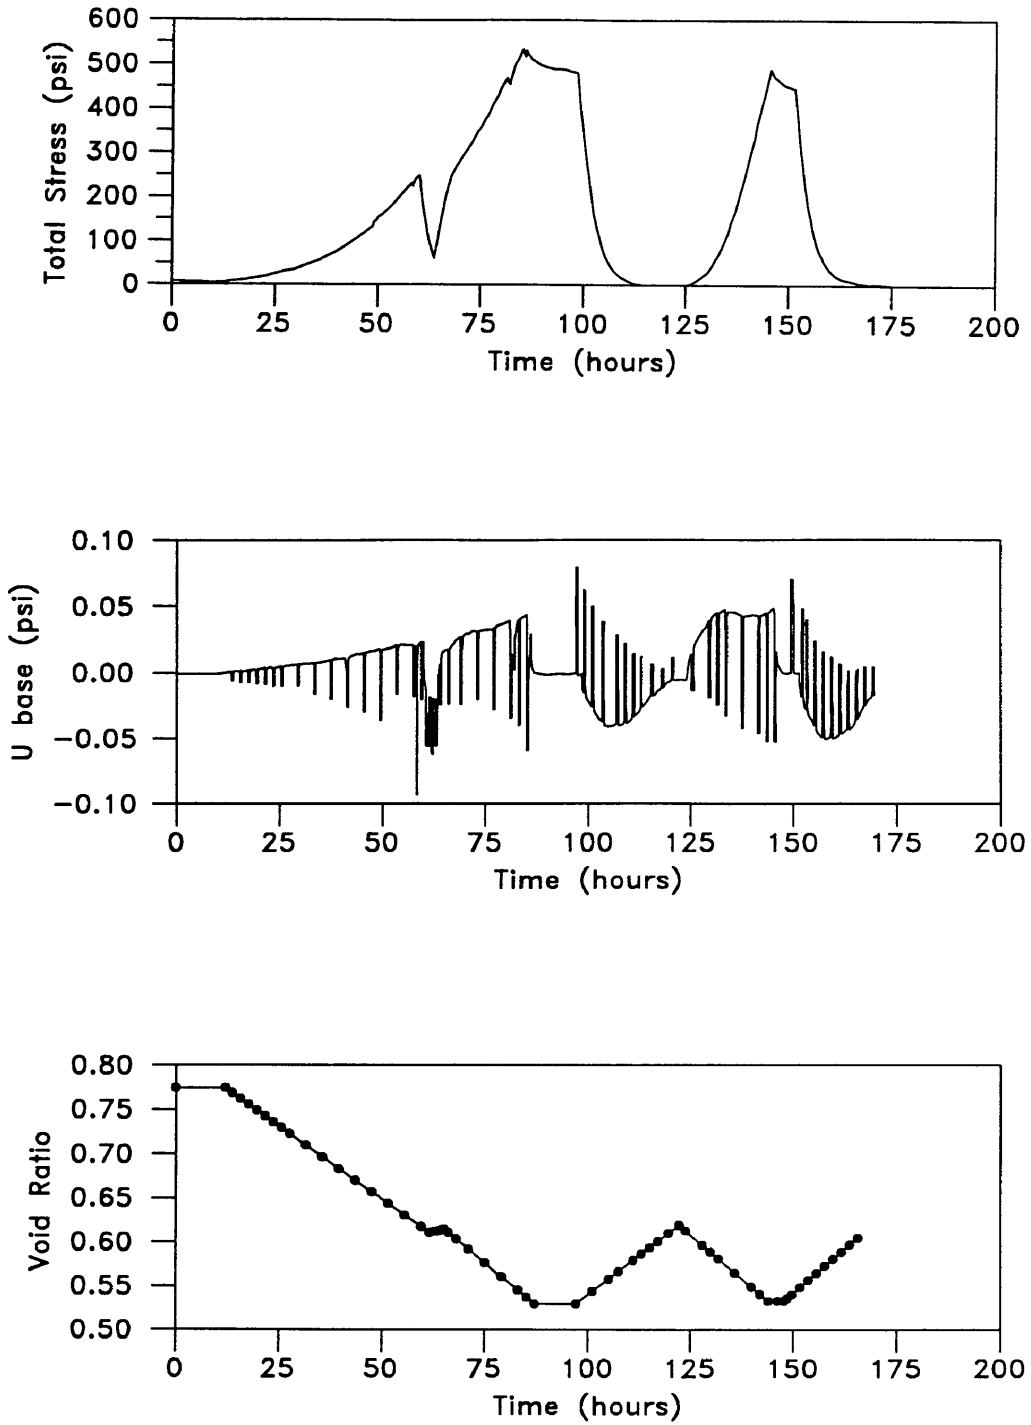 600
500
400
300
200
100
0
Total Stress (psi)
0 25 50 75 100 125 150 175 200
Time (hours)
0.10
0.05
0.00
−0.05
−0.10
U base (psi)
0 25 50 75 100 125 150 175 200
Time (hours)
0.80
0.75
0.70
0.65
0.60
0.55
0.50
Void Ratio
0 25 50 75 100 125 150 175 200
Time (hours)